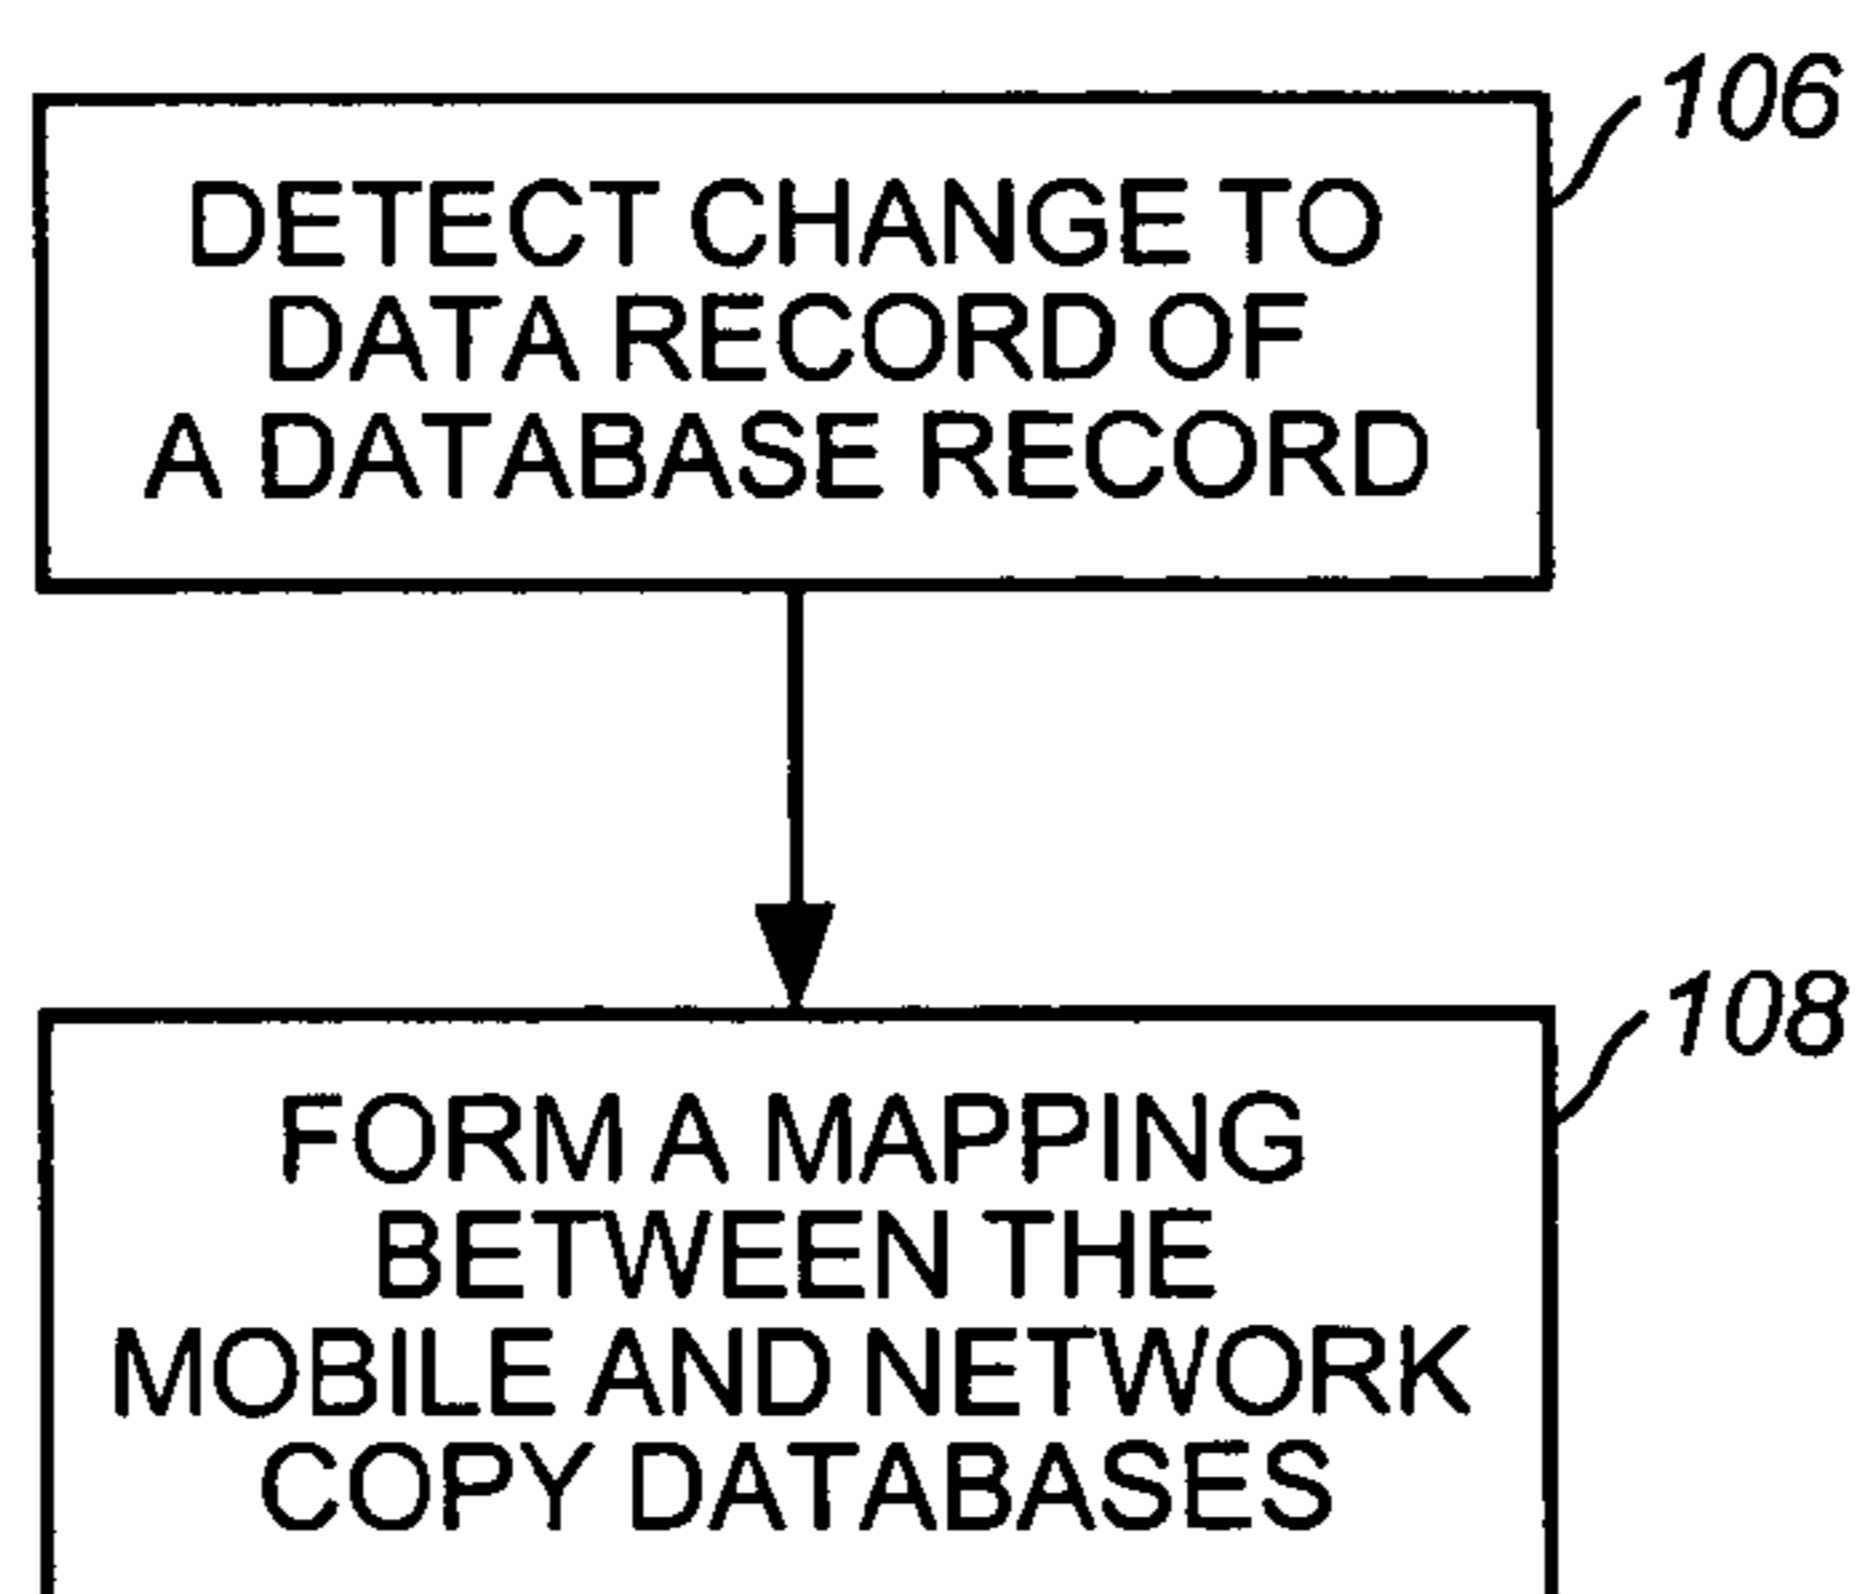 106
DETECT CHANGE TO
DATA RECORD OF
A DATABASE RECORD
108
FORM A MAPPING
BETWEEN THE
MOBILE AND NETWORK
COPY DATABASES